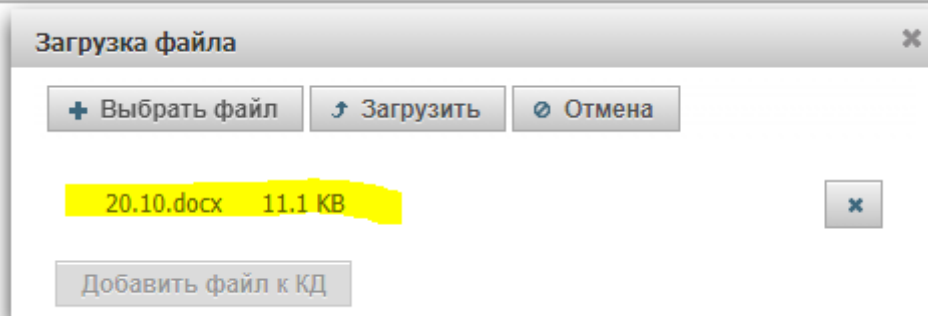 Загрузка файла
Выбрать файл Загрузить Отмена
20.10.docx 11.1 KB
Добавить файл к КД